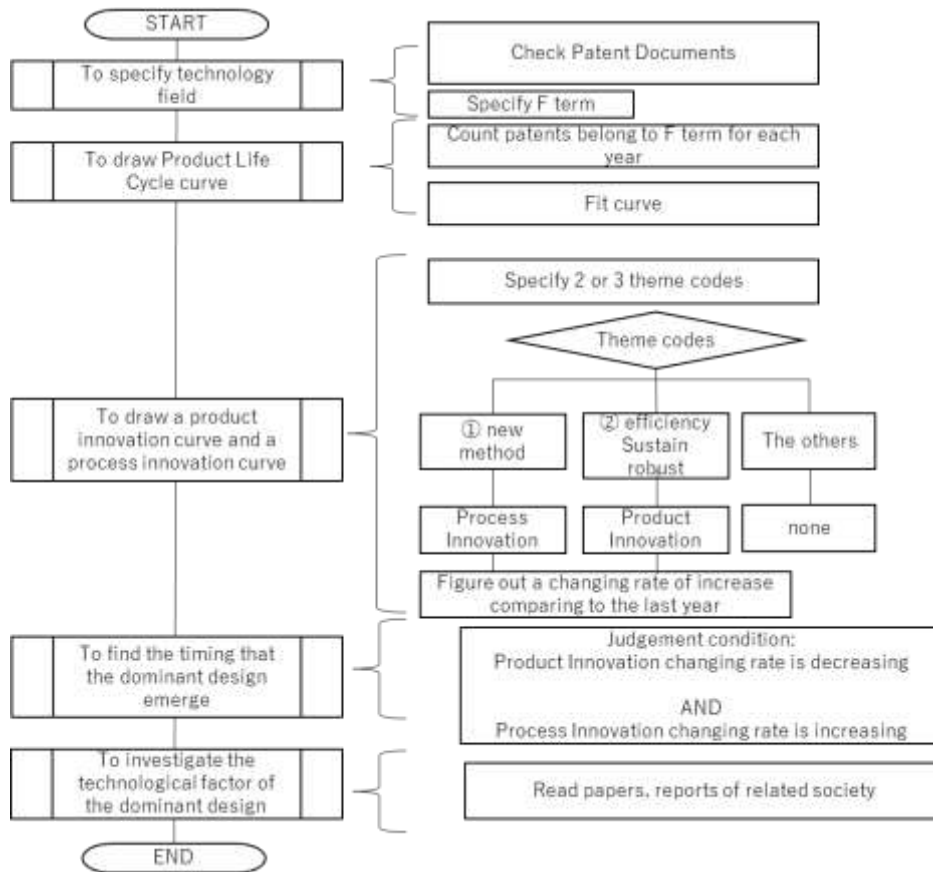 START
To specify technology
field
Check Patent Documents
Specify F term
To draw Product Life
Cycle curve
Count patents belong to F term for each
year
Fit curve
To draw a product
innovation curve and a
process innovation curve
Specify 2 or 3 theme codes
Theme codes
① new
method
② efficiency
Sustain
robust
The others
Process
Innovation
Product
Innovation
none
Figure out a changing rate of increase
comparing to the last year
To find the timing that
the dominant design
emerge
Judgement condition:
Product Innovation changing rate is decreasing
AND
Process Innovation changing rate is increasing
To investigate the
technological factor of
the dominant design
Read papers, reports of related society
END